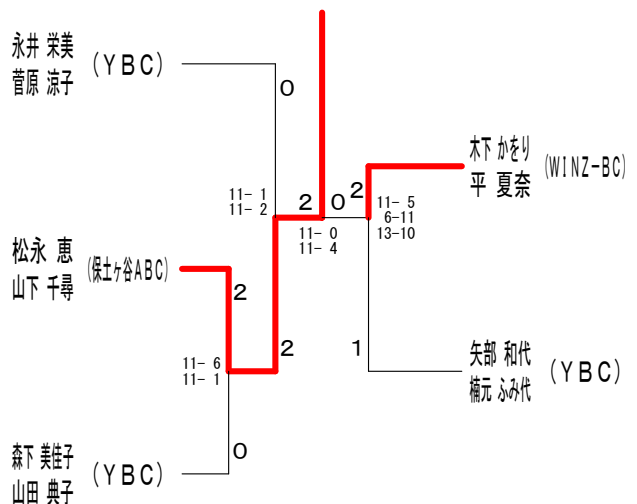 永井 栄美
菅原 涼子
(YBC)
0
木下 かをり
平 夏奈
(WINZ-BC)
11- 1
11- 2
2
0
2
11- 5
6-11
13-10
11- 0
11- 4
松永 恵
山下 千尋
(保土ヶ谷ABC)
2
2
1
矢部 和代
楠元 ふみ代
(YBC)
11- 6
11- 1
0
森下 美佳子
山田 典子
(YBC)